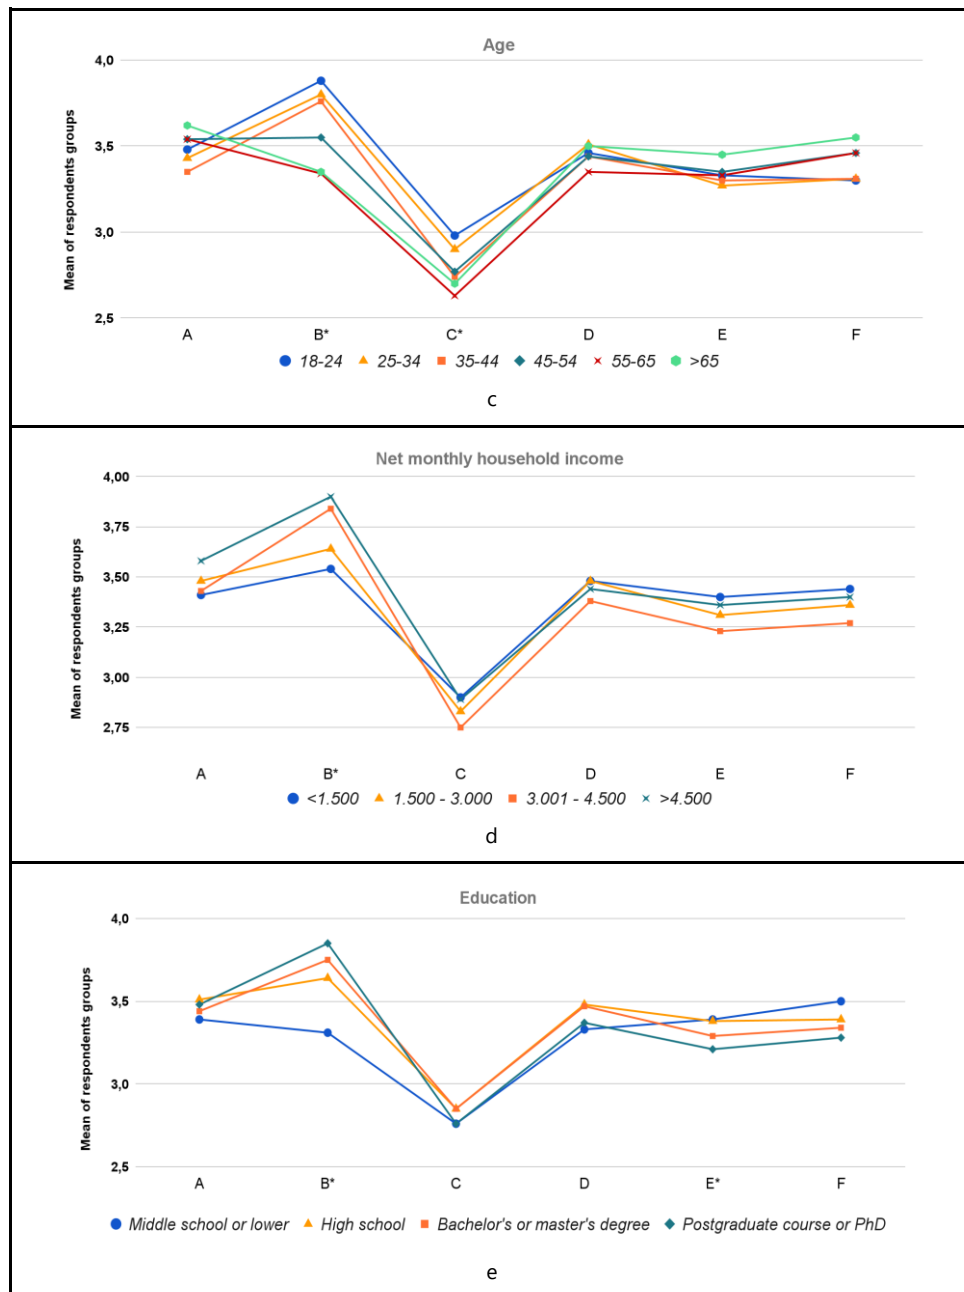 Age
4,0
3,5
3,0
2,5
Mean of respondents groups
A B* C* D E F
18-24 25-34 35-44 45-54 55-65 >65
c
Net monthly household income
4,00
3,75
3,50
3,25
3,00
2,75
Mean of respondents groups
A B* C D E F
<1.500 1.500 - 3.000 3.001 - 4.500 >4.500
d
Education
4,0
3,5
3,0
2,5
Mean of respondents groups
A B* C D E* F
Middle school or lower High school Bachelor's or master's degree Postgraduate course or PhD
e